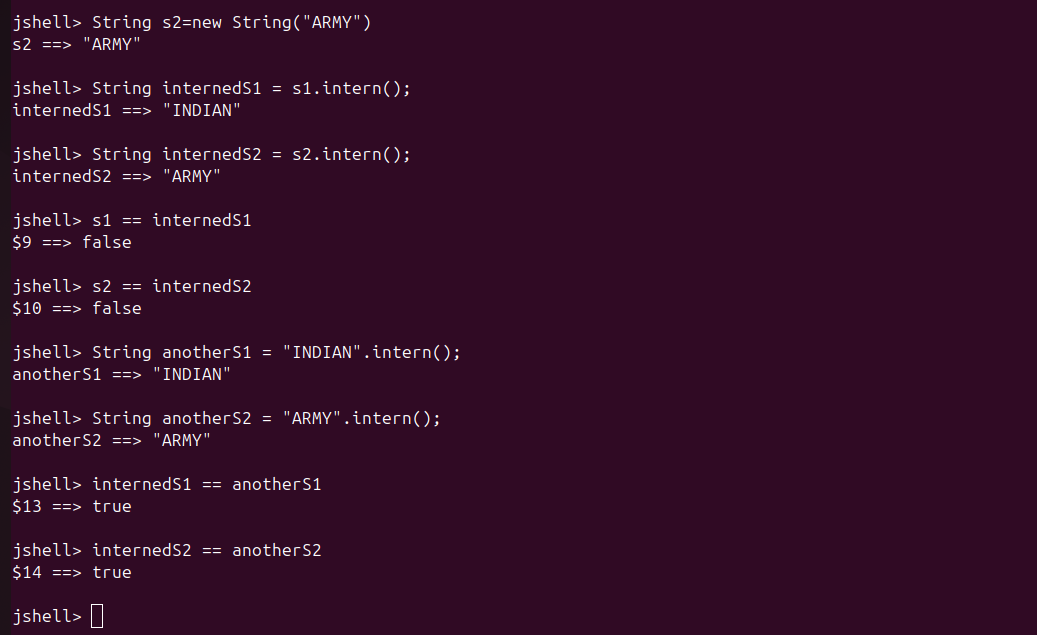 jshell> String s2=new String("ARMY")
s2 ==> "ARMY"
jshell> String internedS1 = s1.intern();
internedS1 ==> "INDIAN"
jshell> String internedS2 = s2.intern();
internedS2 ==> "ARMY"
jshell> s1 == internedS1
$9 ==> false
jshell> s2 == internedS2
$10 ==> false
jshell> String anotherS1 = "INDIAN".intern();
anotherS1 ==> "INDIAN"
jshell> String anotherS2 = "ARMY".intern();
anotherS2 ==> "ARMY"
jshell> internedS1 == anotherS1
$13 ==> true
jshell> internedS2 == anotherS2
$14 ==> true
jshell>